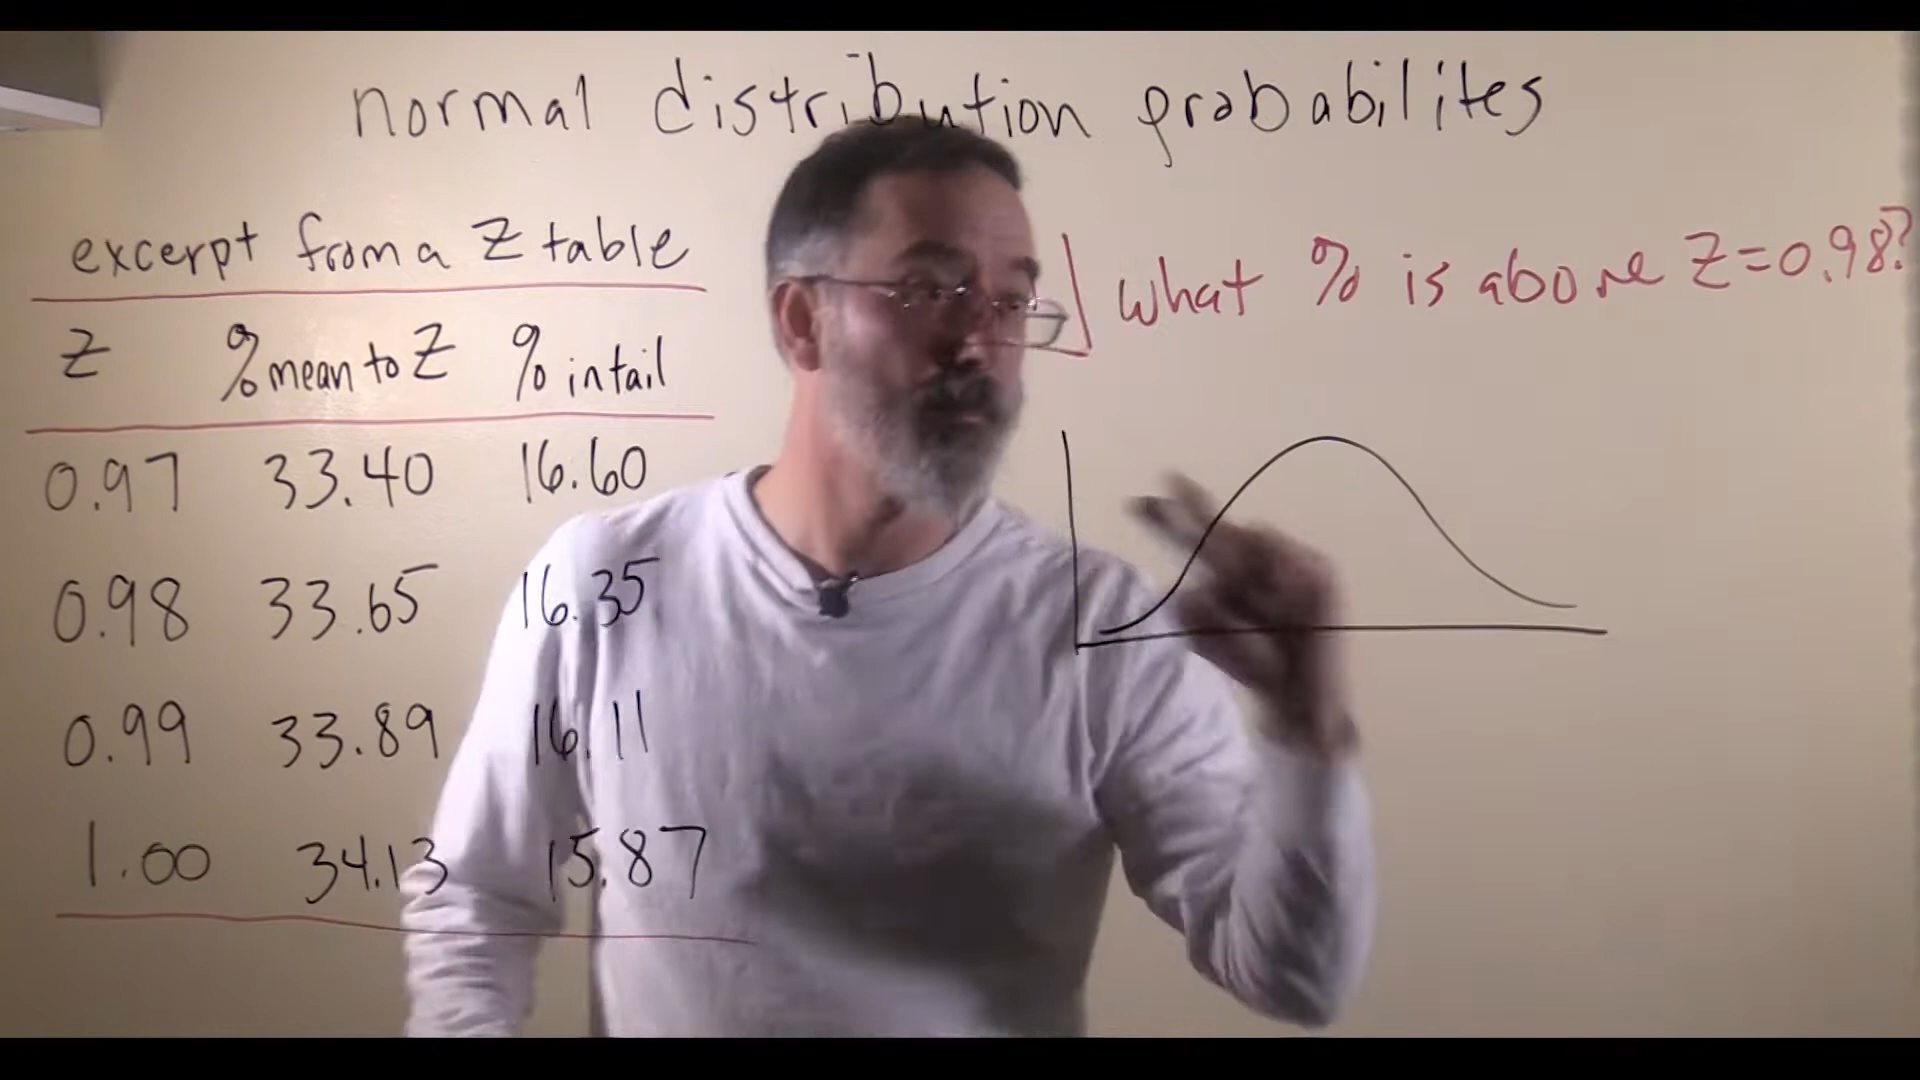 normal distribution probabilites
excerpt from a Z table
Z % mean to Z % in tail
0.97 33.40 16.60
0.98 33.65 16.35
0.99 33.89 16.11
1.00 34.13 15.87
what % is above Z=0.98?